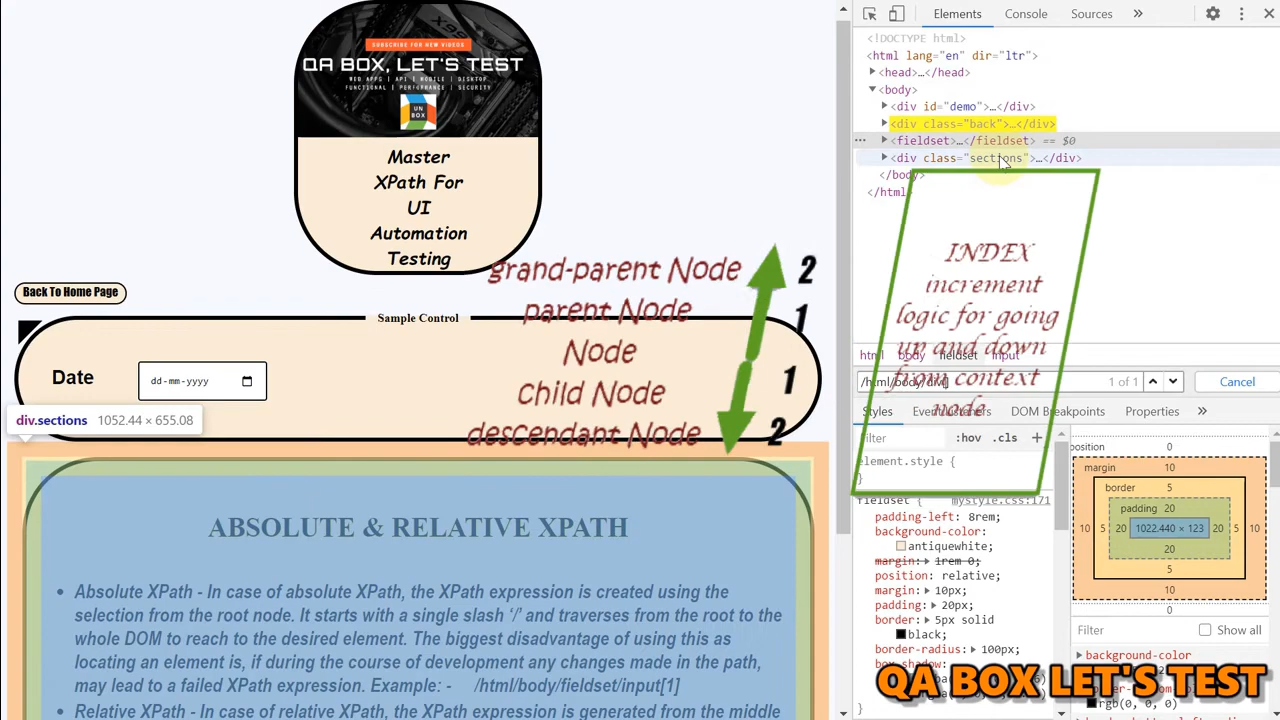 SUBSCRIBE FOR NEW VIDEOS
QA BOX, LET'S TEST
WEB APPS | API | MOBILE | DESKTOP
FUNCTIONAL | PERFORMANCE | SECURITY
UN
BOX
Master
XPath For
UI
Automation
Testing
Back To Home Page
Sample Control
Date
dd-mm-yyyy
div.sections 1052.44 × 655.08
grand-parent Node 2
parent Node 1
Node
child Node 1
descendant Node 2
ABSOLUTE & RELATIVE XPATH
• Absolute XPath - In case of absolute XPath, the XPath expression is created using the
selection from the root node. It starts with a single slash ‘/’ and traverses from the root to the
whole DOM to reach to the desired element. The biggest disadvantage of using this as
locating an element is, if during the course of development any changes made in the path,
may lead to a failed XPath expression. Example: - /html/body/fieldset/input[1]
• Relative XPath - In case of relative XPath, the XPath expression is generated from the middle
Elements Console Sources »
<!DOCTYPE html>
<html lang="en" dir="ltr">
<head>…</head>
<body>
<div id="demo">…</div>
<div class="back">…</div>
<fieldset>…</fieldset> == $0
<div class="sections">…</div>
</body>
</html>
INDEX
increment
logic for going
up and down
from context
node
html body fieldset input
/html/body/div[] 1 of 1 Cancel
Styles Event Listeners DOM Breakpoints Properties »
Filter :hov .cls +
element.style {
}
fieldset { mystyle.css:171
padding-left: 8rem;
background-color:
antiquewhite;
margin: 1rem 0;
position: relative;
margin: 10px;
padding: 20px;
border: 5px solid
black;
border-radius: 100px;
}
position 0
margin 10
border 5
padding 20
10 5 20 1022.440 × 123 20 5 10
20
5
10
0
Filter Show all
background-color
rgb(0, 0, 0)
QA BOX LET'S TEST